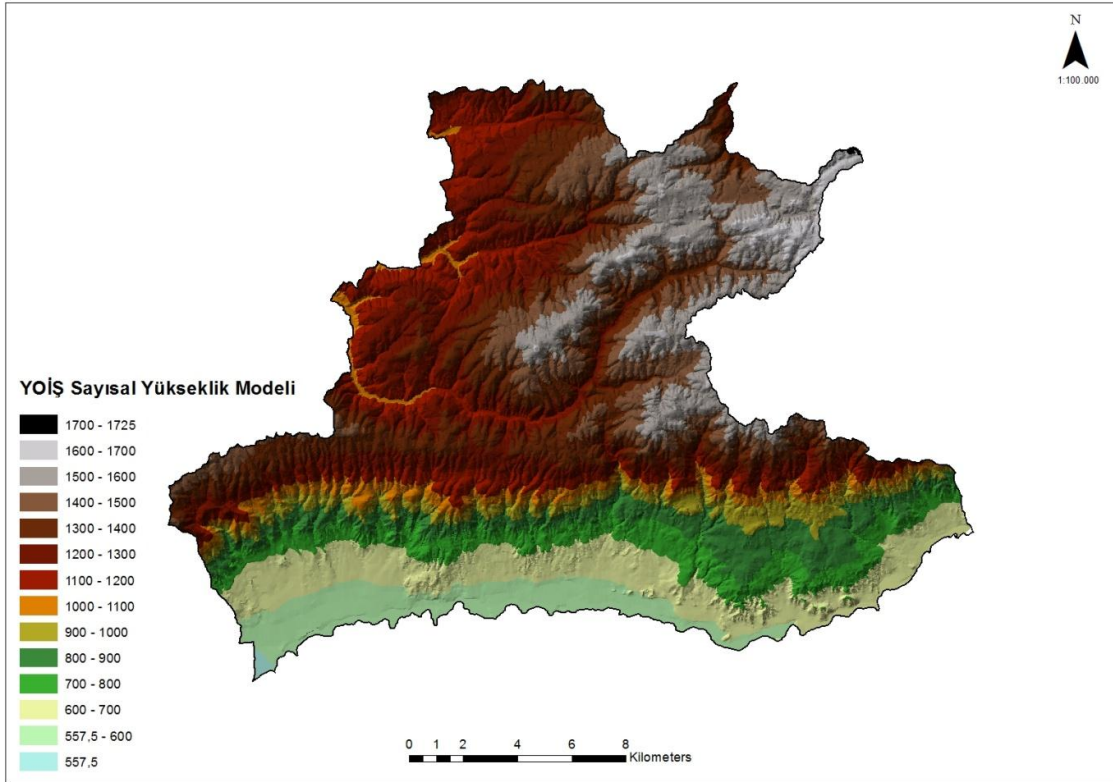 N
1:100.000
YOİŞ Sayısal Yükseklik Modeli
1700 - 1725
1600 - 1700
1500 - 1600
1400 - 1500
1300 - 1400
1200 - 1300
1100 - 1200
1000 - 1100
900 - 1000
800 - 900
700 - 800
600 - 700
557,5 - 600
557,5
0 1 2 4 6 8
Kilometers